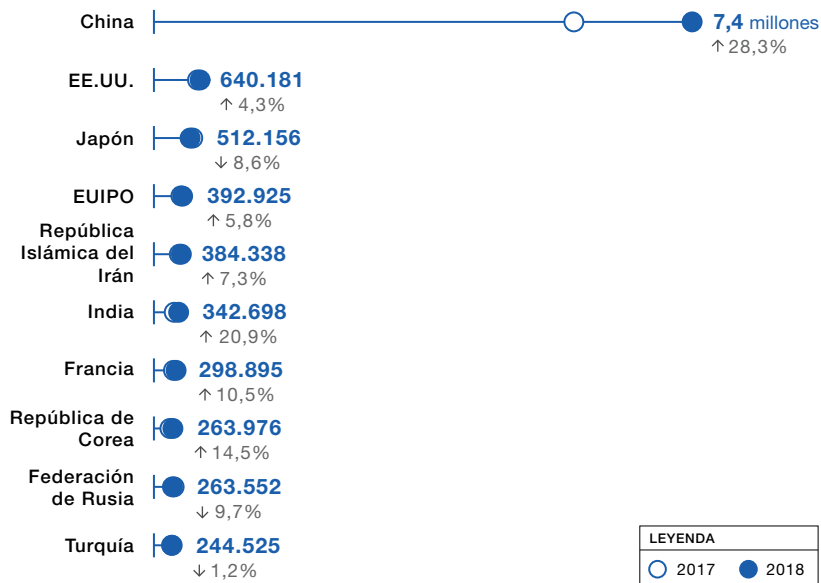 China
7,4 millones
↑ 28,3%
EE.UU.
640.181
↑ 4,3%
Japón
512.156
↓ 8,6%
EUIPO
392.925
↑ 5,8%
República
Islámica del
Irán
384.338
↑ 7,3%
India
342.698
↑ 20,9%
Francia
298.895
↑ 10,5%
República de
Corea
263.976
↑ 14,5%
Federación
de Rusia
263.552
↓ 9,7%
Turquía
244.525
↓ 1,2%
LEYENDA
2017
2018